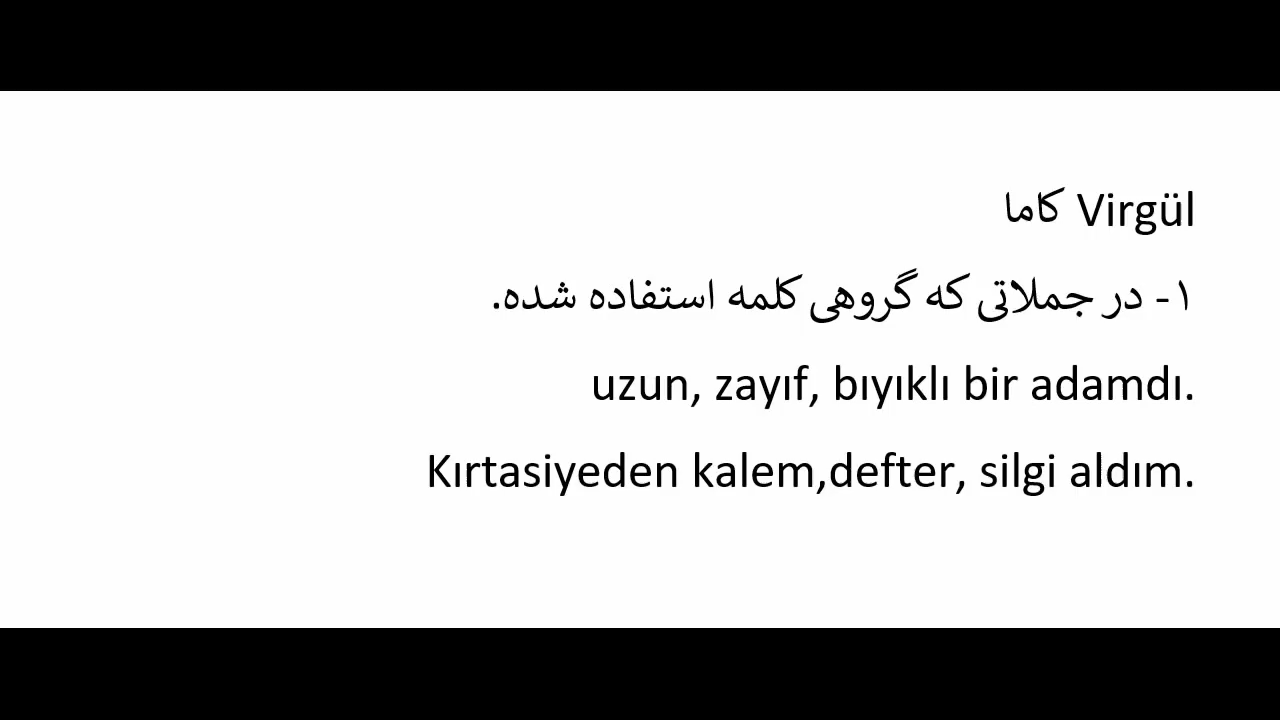 Virgül کاما
۱- در جملاتی که گروهی کلمه استفاده شده.
uzun, zayıf, bıyıklı bir adamdı.
Kırtasiyeden kalem,defter, silgi aldım.